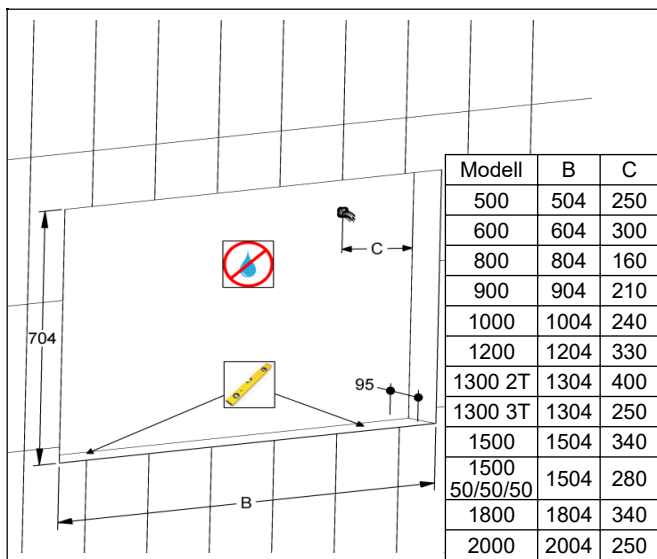 704
C
95
B
Modell B C
500 504 250
600 604 300
800 804 160
900 904 210
1000 1004 240
1200 1204 330
1300 2T 1304 400
1300 3T 1304 250
1500 1504 340
1500
50/50/50 1504 280
1800 1804 340
2000 2004 250